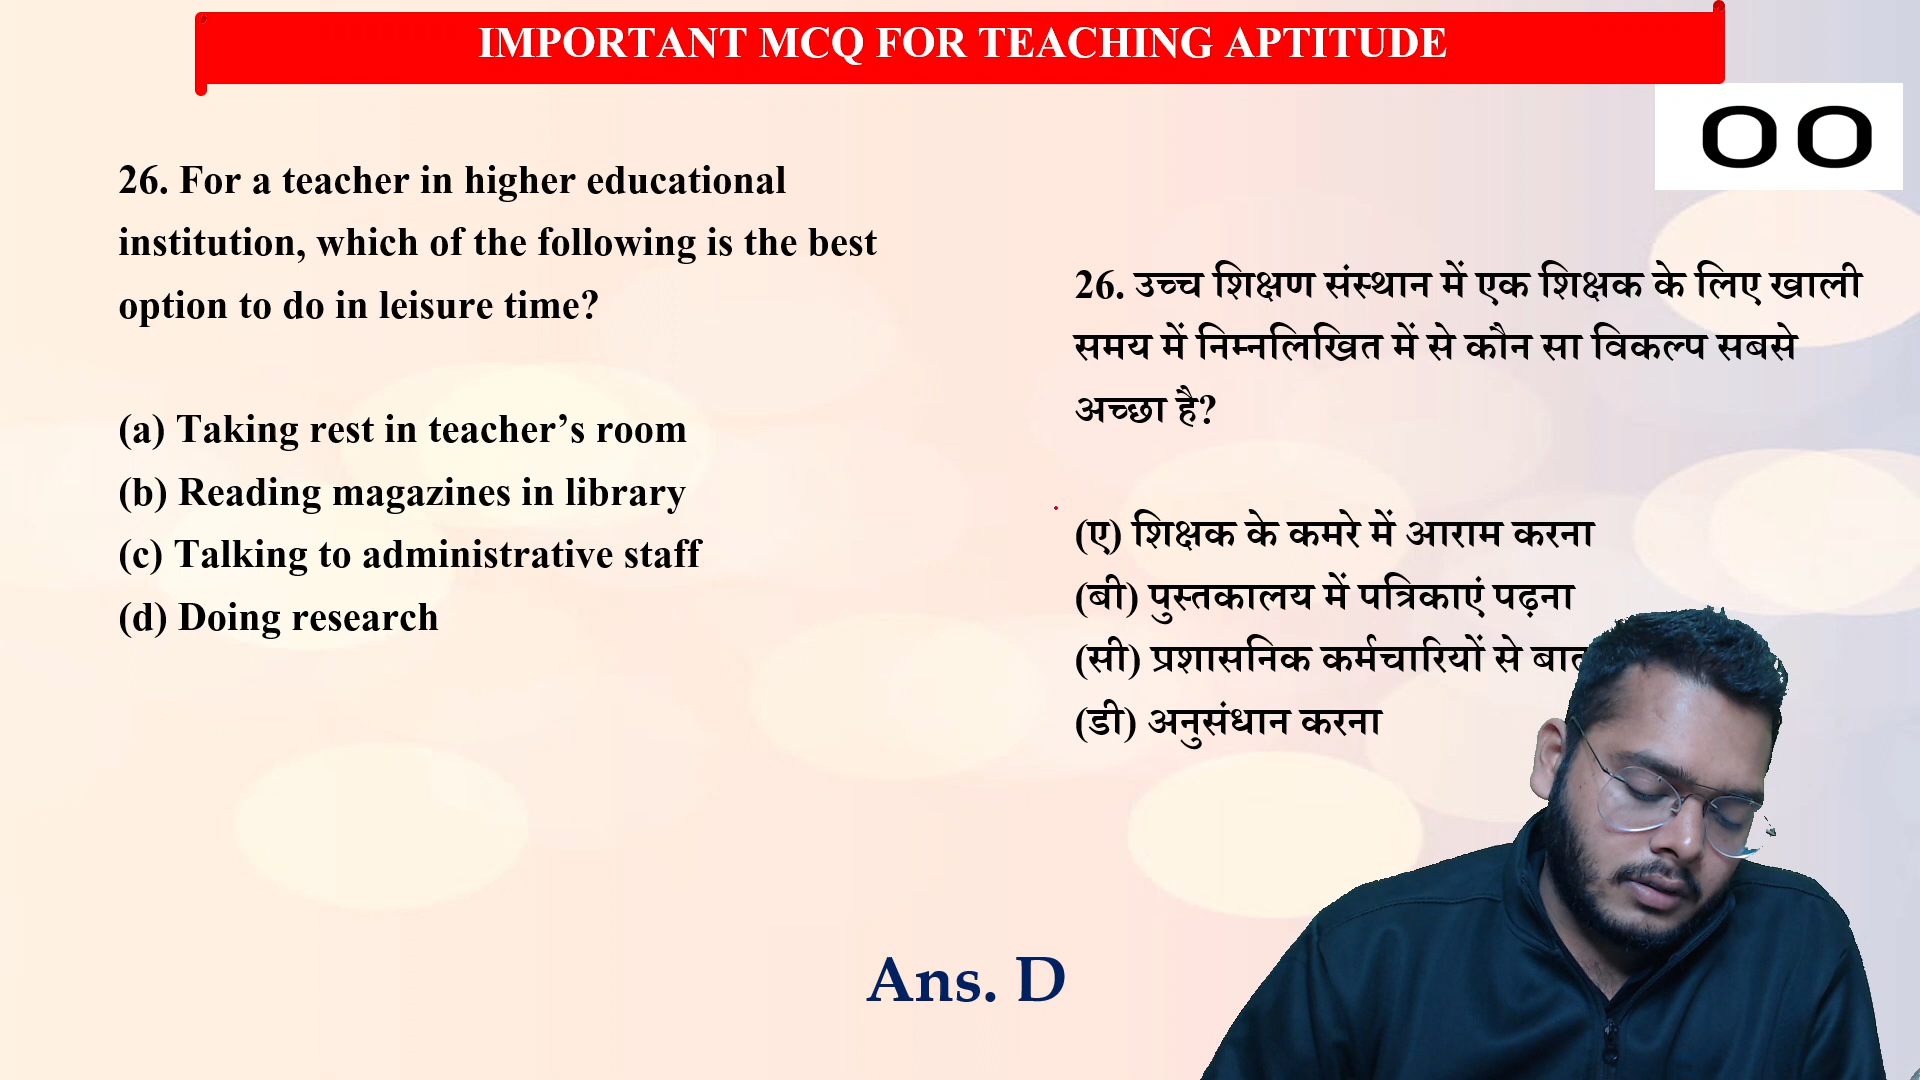 IMPORTANT MCQ FOR TEACHING APTITUDE
00
26. For a teacher in higher educational
institution, which of the following is the best
option to do in leisure time?
(a) Taking rest in teacher’s room
(b) Reading magazines in library
(c) Talking to administrative staff
(d) Doing research
26. उच्च शिक्षण संस्थान में एक शिक्षक के लिए खाली
समय में निम्नलिखित में से कौन सा विकल्प सबसे
अच्छा है?
(ए) शिक्षक के कमरे में आराम करना
(बी) पुस्तकालय में पत्रिकाएं पढ़ना
(सी) प्रशासनिक कर्मचारियों से बात
(डी) अनुसंधान करना
Ans. D